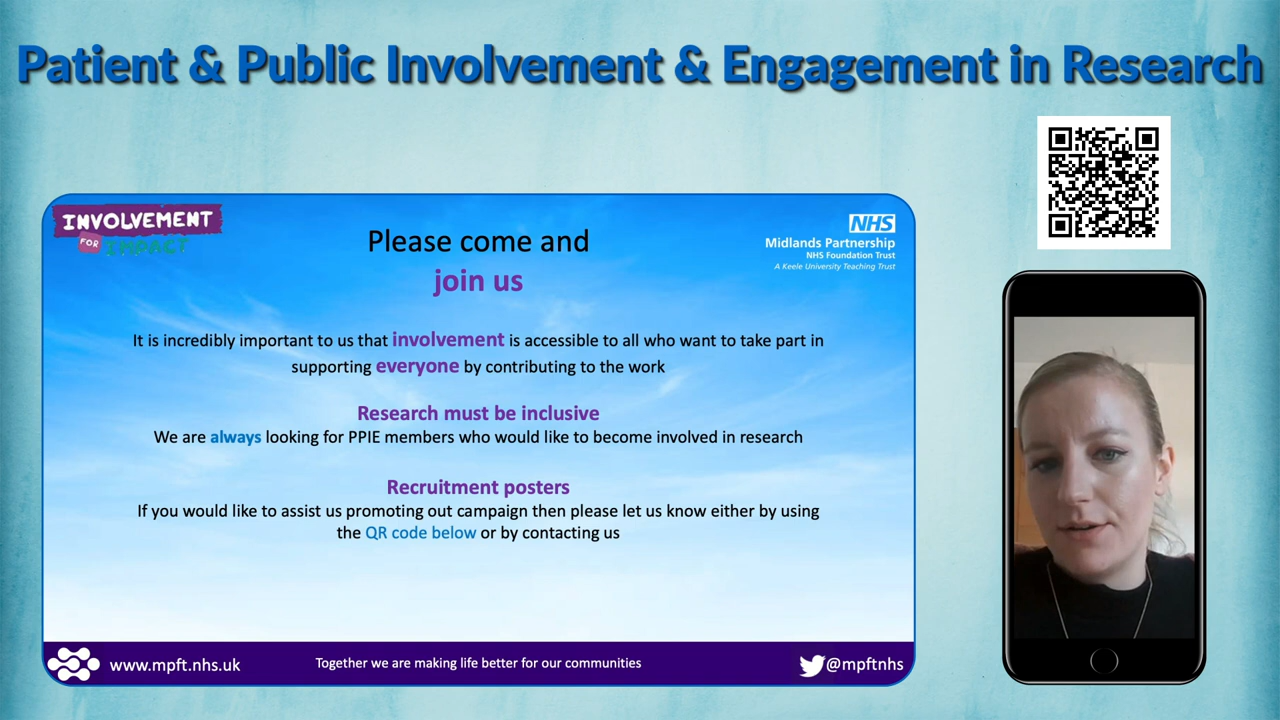 Patient & Public Involvement & Engagement in Research
INVOLVEMENT
FOR IMPACT
NHS
Midlands Partnership
NHS Foundation Trust
A Keele University Teaching Trust
Please come and
join us
It is incredibly important to us that involvement is accessible to all who want to take part in
supporting everyone by contributing to the work
Research must be inclusive
We are always looking for PPIE members who would like to become involved in research
Recruitment posters
If you would like to assist us promoting out campaign then please let us know either by using
the QR code below or by contacting us
www.mpft.nhs.uk
Together we are making life better for our communities
@mpftnhs